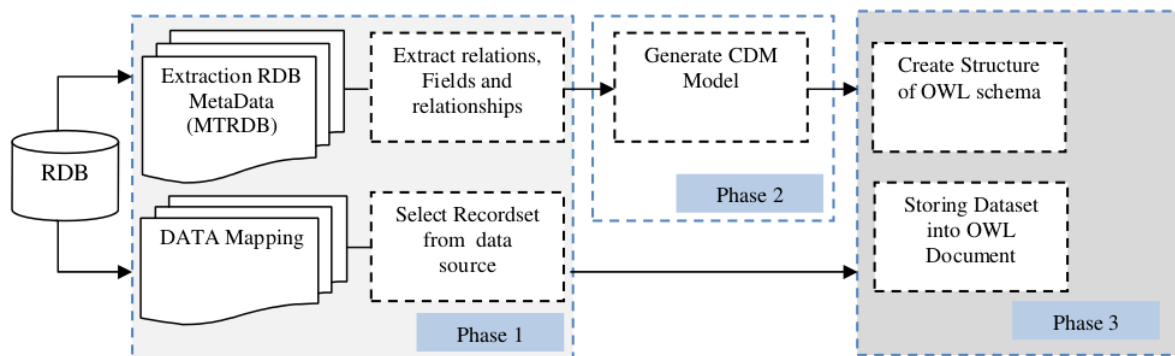 RDB
Extraction RDB
MetaData
(MTRDB)
Extract relations,
Fields and
relationships
DATA Mapping
Select Recordset
from data
source
Phase 1
Generate CDM
Model
Phase 2
Create Structure
of OWL schema
Storing Dataset
into OWL
Document
Phase 3